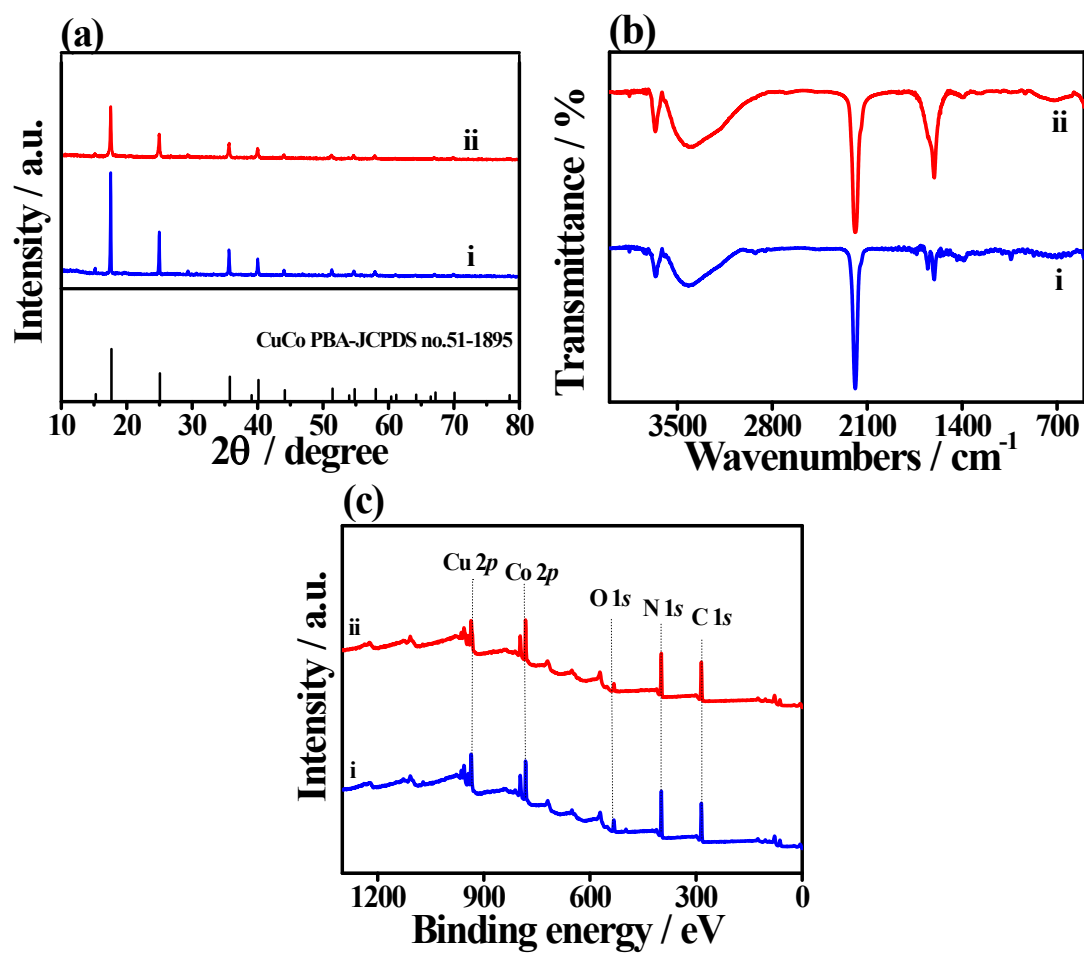 (a)
Intensity / a.u.
ii
i
CuCo PBA-JCPDS no.51-1895
10 20 30 40 50 60 70 80
2θ / degree
(b)
Transmittance / %
ii
i
3500 2800 2100 1400 700
Wavenumbers / cm-1
(c)
Intensity / a.u.
Cu 2p Co 2p O 1s N 1s C 1s
ii
i
1200 900 600 300 0
Binding energy / eV